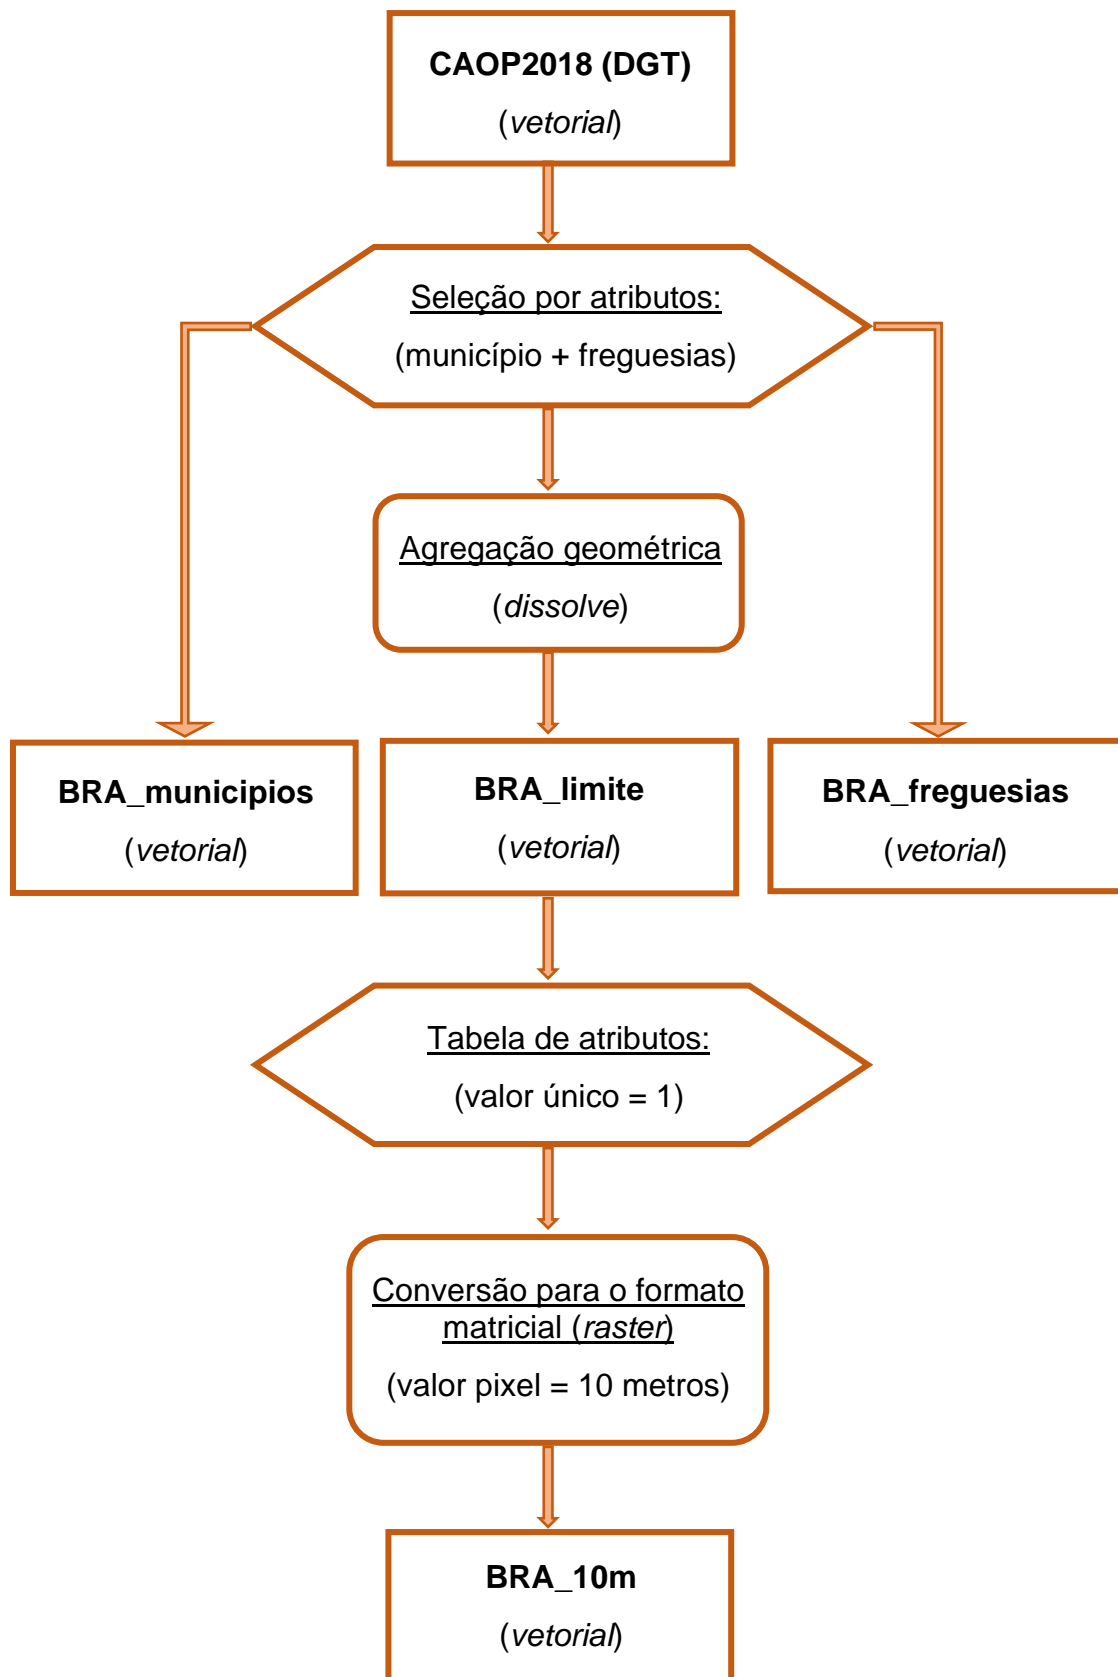 CAOP2018 (DGT)
(vetorial)
Seleção por atributos:
(município + freguesias)
Agregação geométrica
(dissolve)
BRA_municipios
(vetorial)
BRA_limite
(vetorial)
BRA_freguesias
(vetorial)
Tabela de atributos:
(valor único = 1)
Conversão para o formato
matricial (raster)
(valor pixel = 10 metros)
BRA_10m
(vetorial)